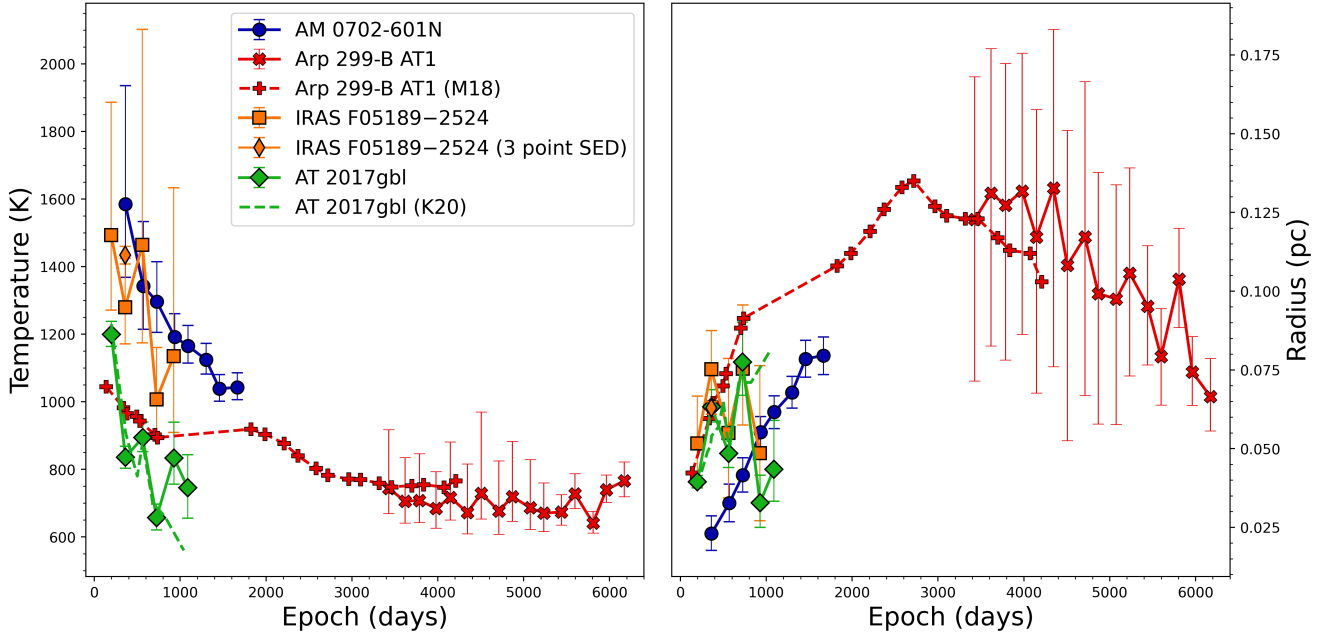 Temperature (K)
2000
1800
1600
1400
1200
1000
800
600
AM 0702-601N
Arp 299-B AT1
Arp 299-B AT1 (M18)
IRAS F05189−2524
IRAS F05189−2524 (3 point SED)
AT 2017gbl
AT 2017gbl (K20)
0 1000 2000 3000 4000 5000 6000
Epoch (days)
0 1000 2000 3000 4000 5000 6000
Epoch (days)
0.175
0.150
0.125
0.100
0.075
0.050
0.025
Radius (pc)